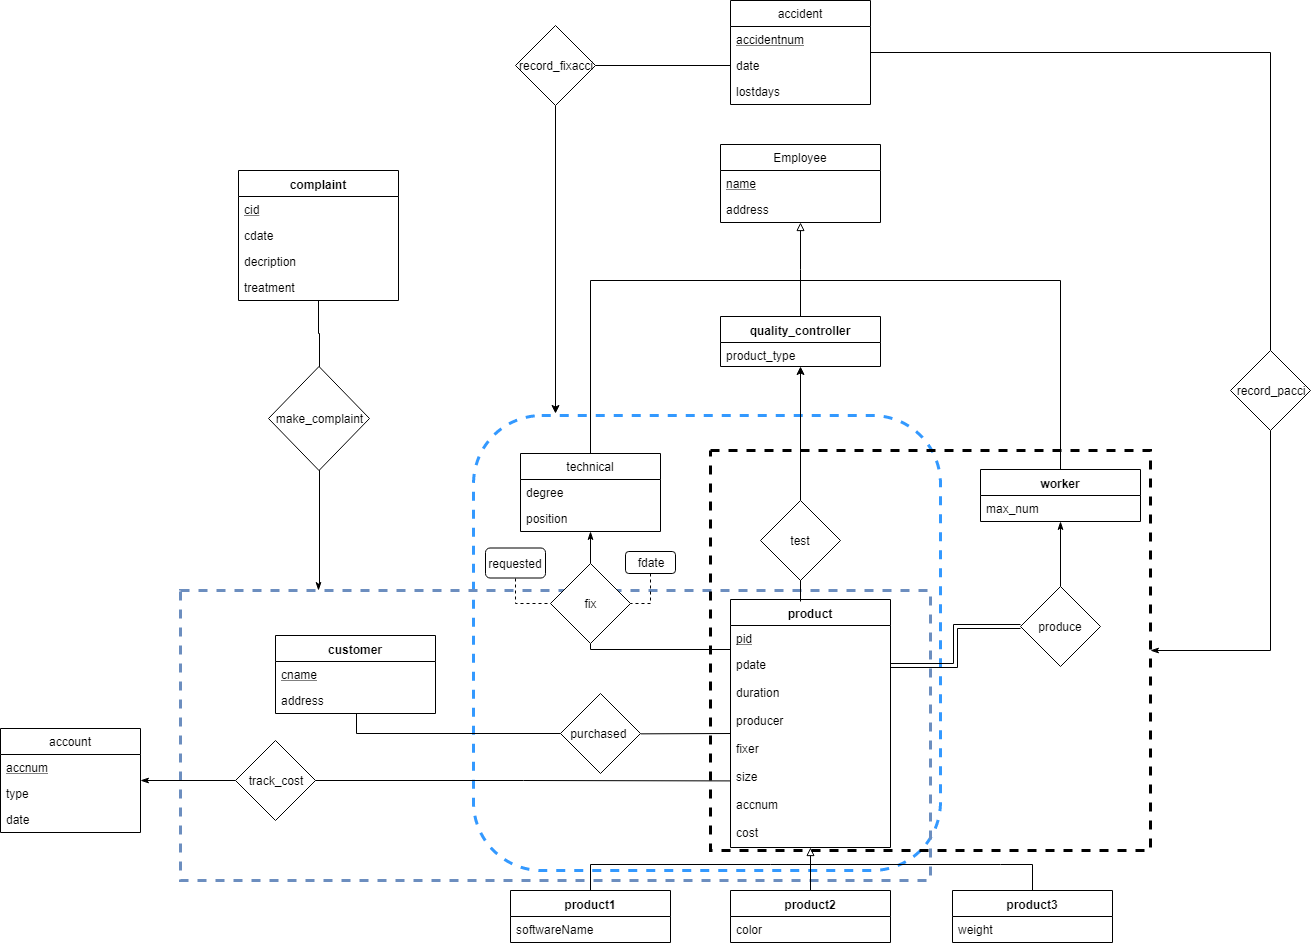 accident
accidentnum
date
lostdays
record_fixacci
Employee
name
address
complaint
cid
cdate
decription
treatment
quality_controller
product_type
record_pacci
make_complaint
technical
degree
position
worker
max_num
test
requested
fdate
fix
product
pid
pdate
duration
producer
fixer
size
accnum
cost
produce
customer
cname
address
purchased
account
accnum
type
date
track_cost
product1
softwareName
product2
color
product3
weight